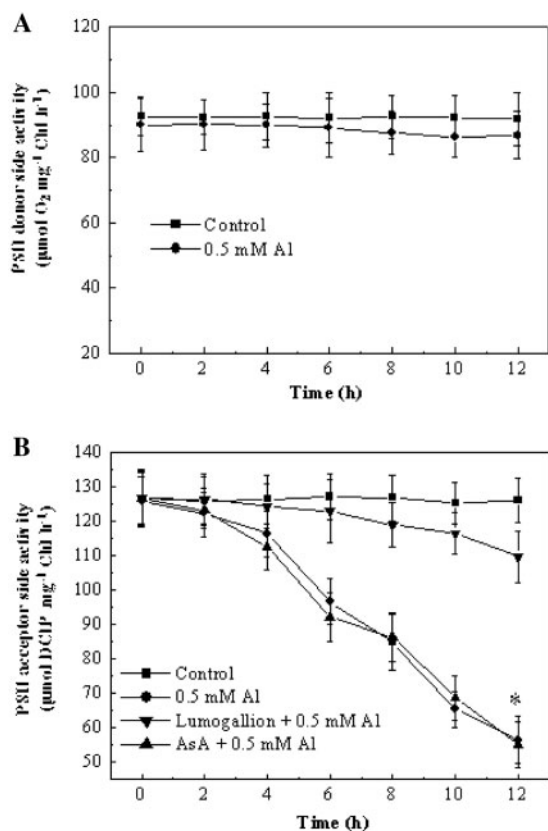 A
PSII donor side activity
(μmol O₂ mg⁻¹ Chl h⁻¹)
120
100
80
60
40
20
Control
0.5 mM Al
0 2 4 6 8 10 12
Time (h)
B
PSII acceptor side activity
(μmol DCIP mg⁻¹ Chl h⁻¹)
140
130
120
110
100
90
80
70
60
50
*
Control
0.5 mM Al
Lumogallion + 0.5 mM Al
AsA + 0.5 mM Al
0 2 4 6 8 10 12
Time (h)